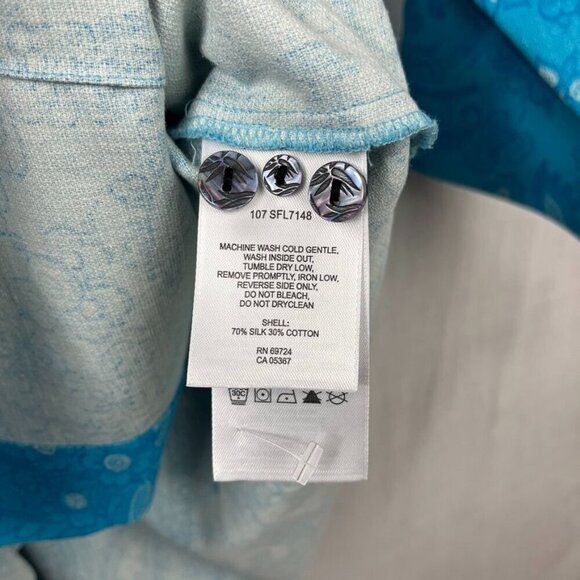 107 SFL7148
MACHINE WASH COLD GENTLE,
WASH INSIDE OUT,
TUMBLE DRY LOW,
REMOVE PROMPTLY, IRON LOW,
REVERSE SIDE ONLY,
DO NOT BLEACH,
DO NOT DRYCLEAN
SHELL:
70% SILK 30% COTTON
RN 69724
CA 05367
30C